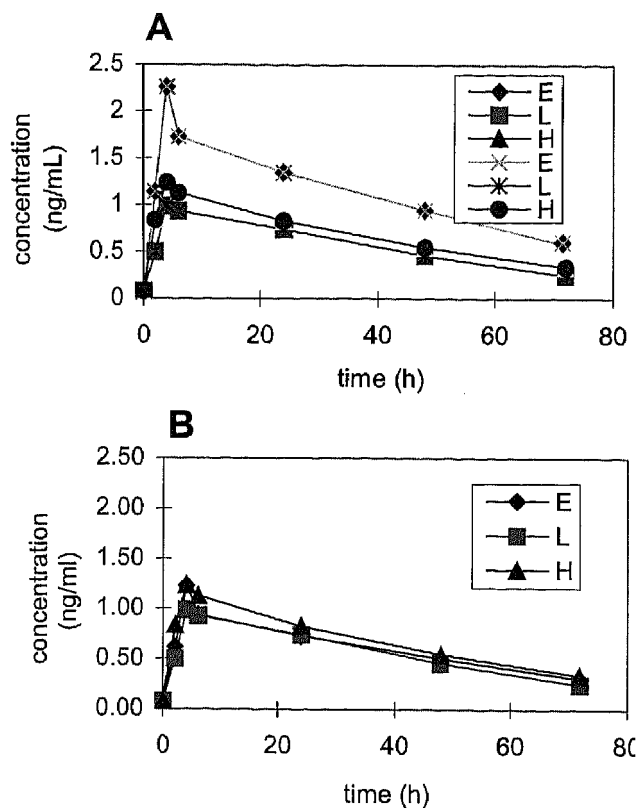 A
2.5
2
1.5
1
0.5
0
concentration
(ng/mL)
E
L
H
E
L
H
0 20 40 60 80
time (h)
B
2.50
2.00
1.50
1.00
0.50
0.00
concentration
(ng/ml)
E
L
H
0 20 40 60 80
time (h)